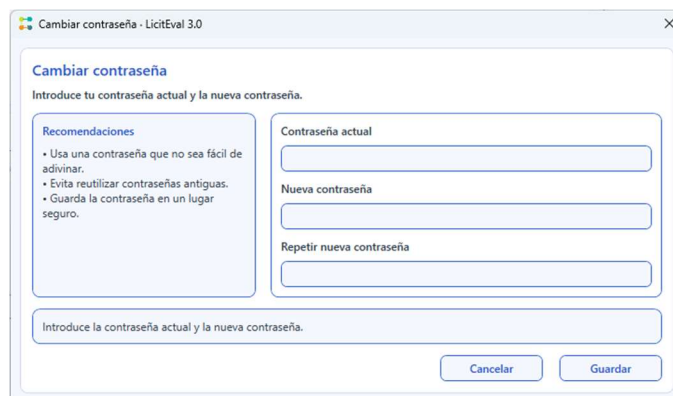 Cambiar contraseña - LicitEval 3.0
Cambiar contraseña
Introduce tu contraseña actual y la nueva contraseña.
Recomendaciones
• Usa una contraseña que no sea fácil de
adivinar.
• Evita reutilizar contraseñas antiguas.
• Guarda la contraseña en un lugar
seguro.
Contraseña actual
Nueva contraseña
Repetir nueva contraseña
Introduce la contraseña actual y la nueva contraseña.
Cancelar
Guardar